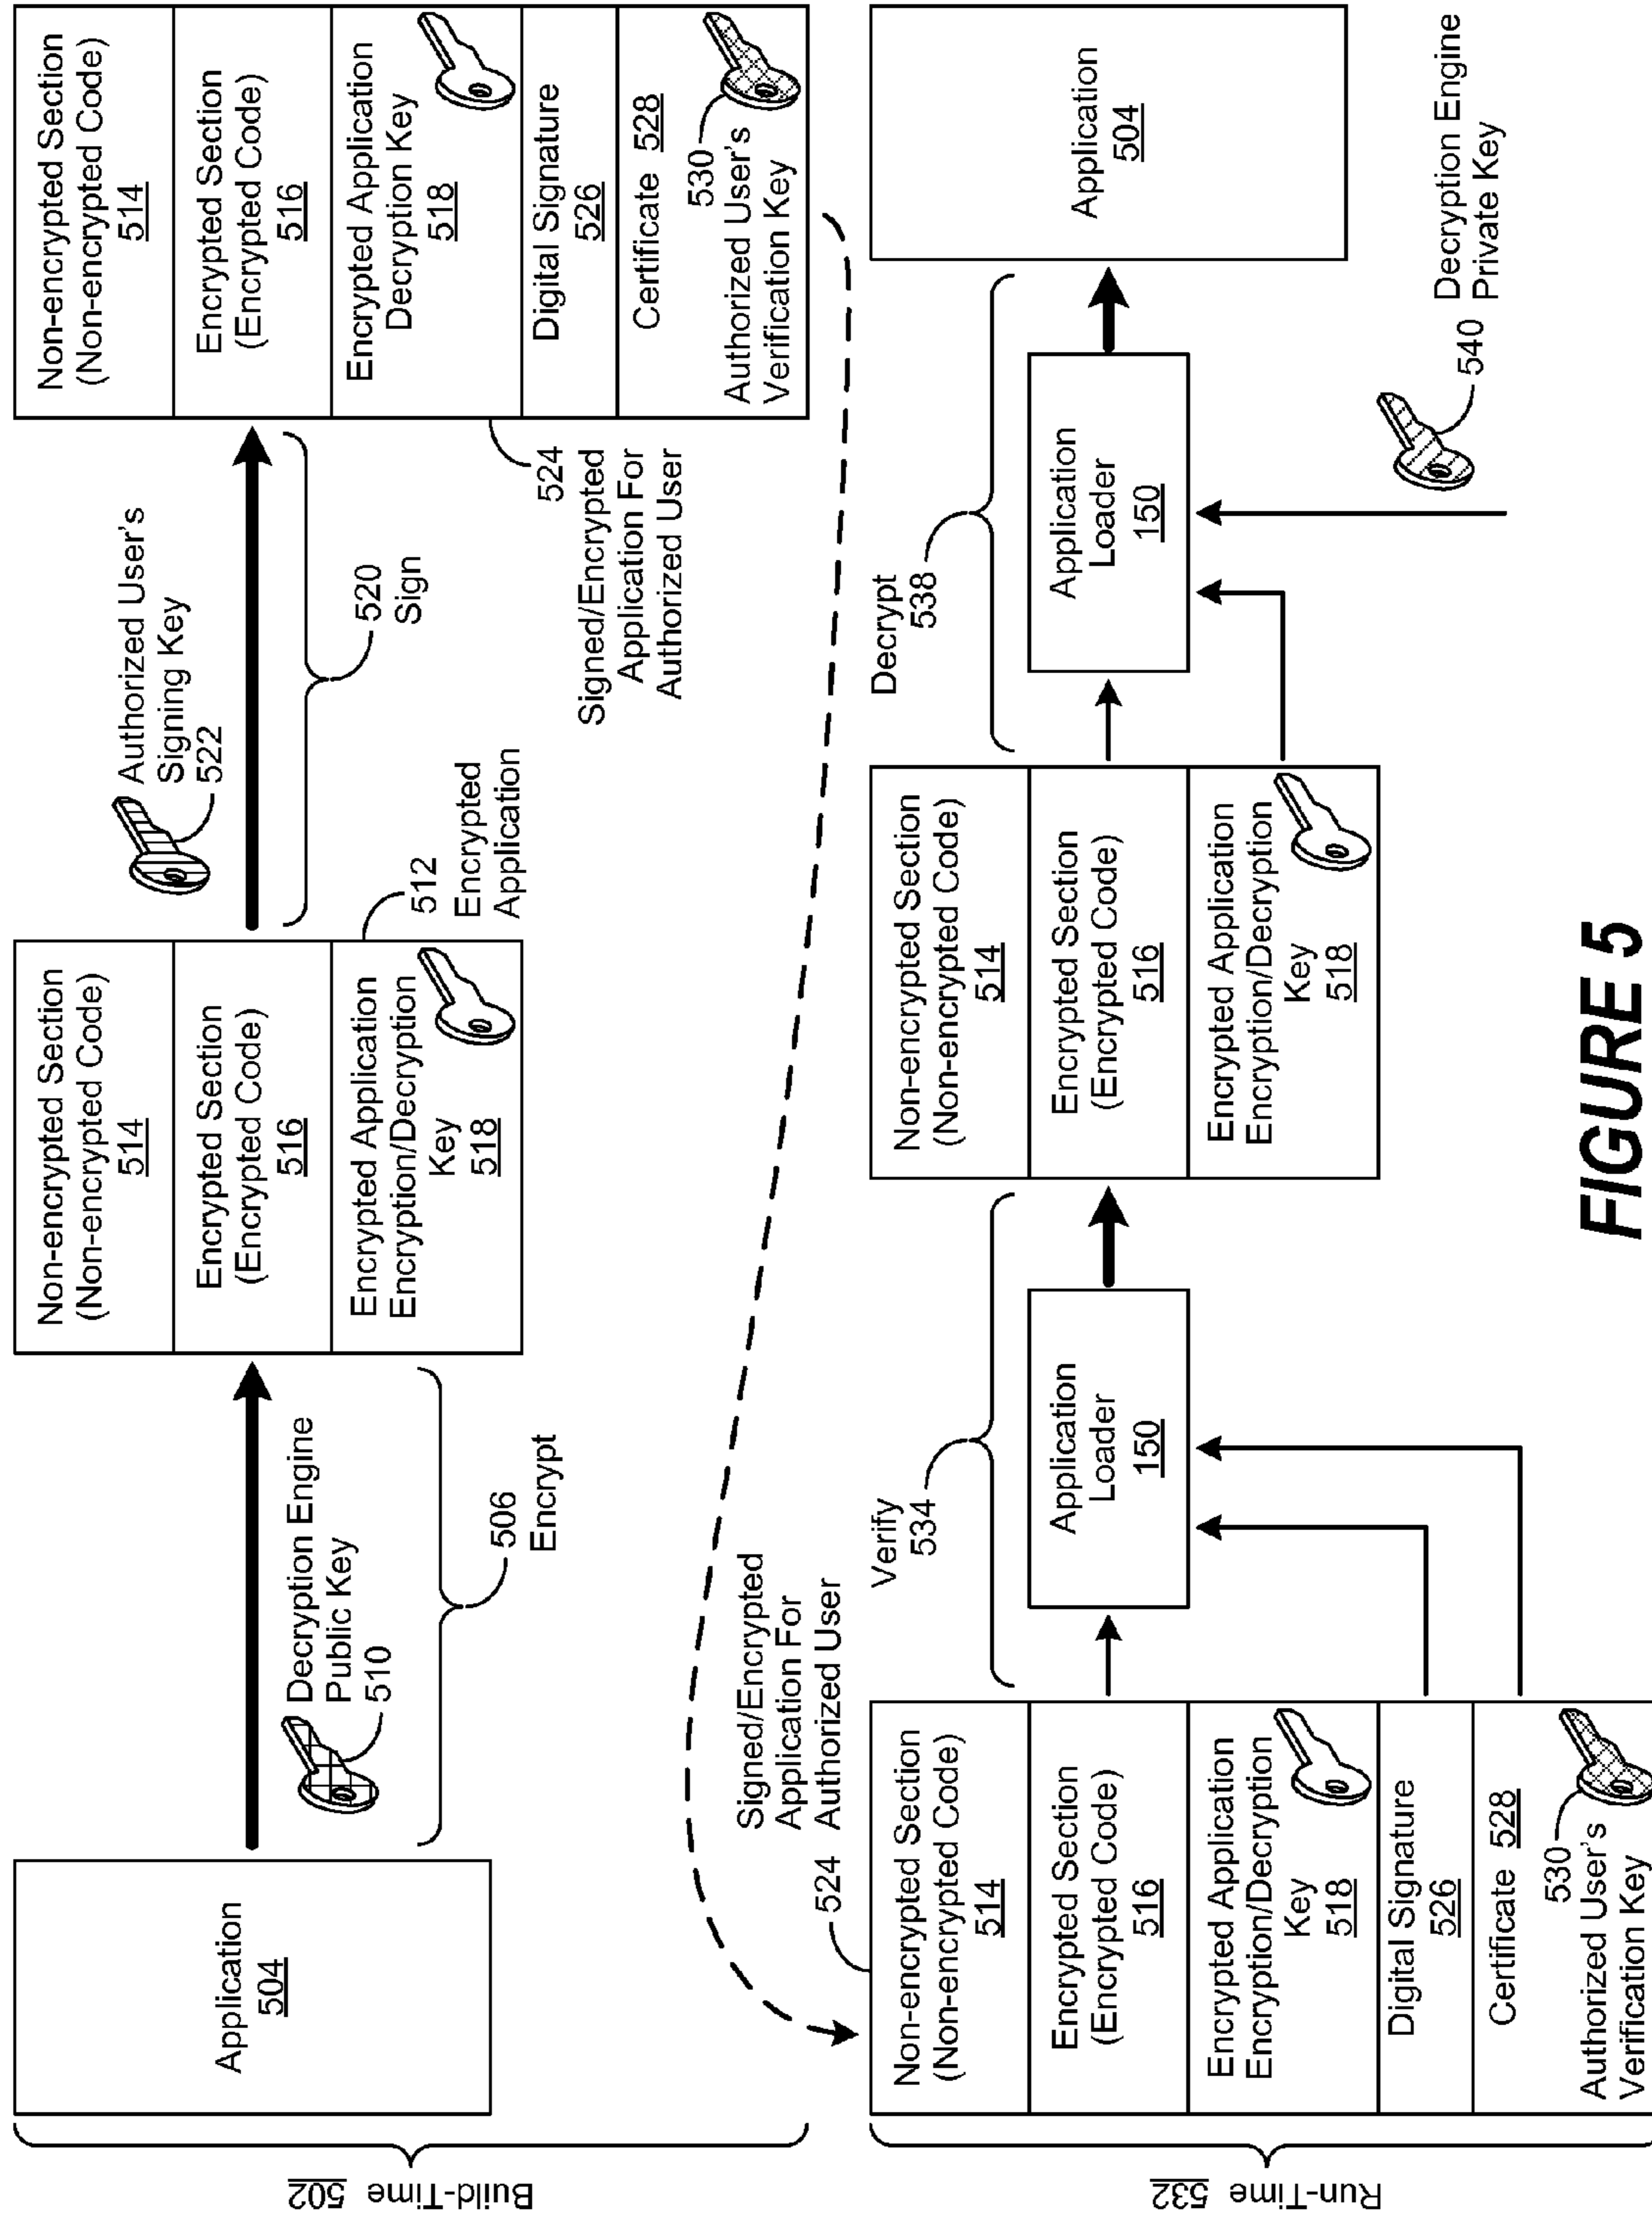 Build-Time 502
Application
504
Decryption Engine
Public Key
510
506
Encrypt
Non-encrypted Section
(Non-encrypted Code)
514
Encrypted Section
(Encrypted Code)
516
Encrypted Application
Encryption/Decryption
Key
518
512
Encrypted
Application
Authorized User's
Signing Key
522
520
Sign
Non-encrypted Section
(Non-encrypted Code)
514
Encrypted Section
(Encrypted Code)
516
Encrypted Application
Decryption Key
518
Digital Signature
526
Certificate 528
530
Authorized User's
Verification Key
524
Signed/Encrypted
Application For
Authorized User
Run-Time 532
Signed/Encrypted
Application For
Authorized User
524
Non-encrypted Section
(Non-encrypted Code)
514
Encrypted Section
(Encrypted Code)
516
Encrypted Application
Encryption/Decryption
Key
518
Digital Signature
526
Certificate 528
530
Authorized User's
Verification Key
Verify
534
Application
Loader
150
Non-encrypted Section
(Non-encrypted Code)
514
Encrypted Section
(Encrypted Code)
516
Encrypted Application
Encryption/Decryption
Key
518
Decrypt
538
Application
Loader
150
540
Decryption Engine
Private Key
Application
504
FIGURE 5